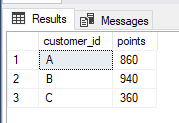 Results Messages
customer_id points
1 A 860
2 B 940
3 C 360